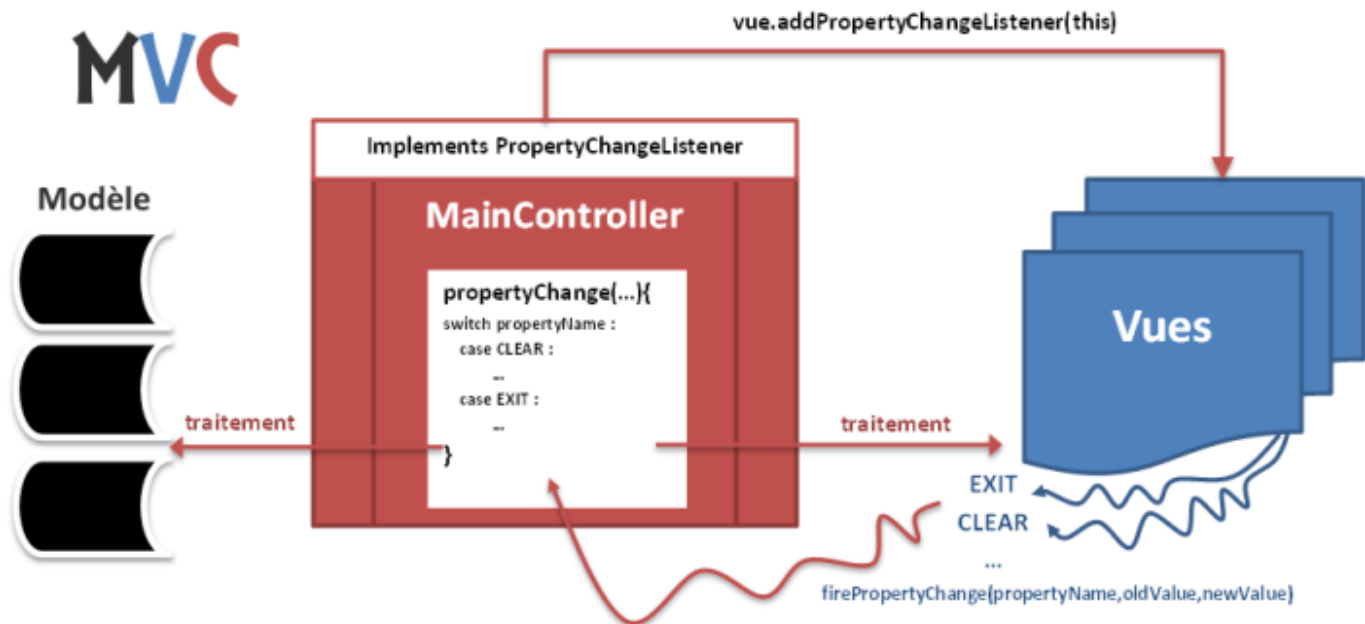 MVC
vue.addPropertyChangeListener(this)
Implements PropertyChangeListener
Modèle
MainController
propertyChange(...){
switch propertyName :
case CLEAR :
...
case EXIT :
...
}
traitement
traitement
Vues
EXIT
CLEAR
...
firePropertyChange(propertyName,oldValue,newValue)